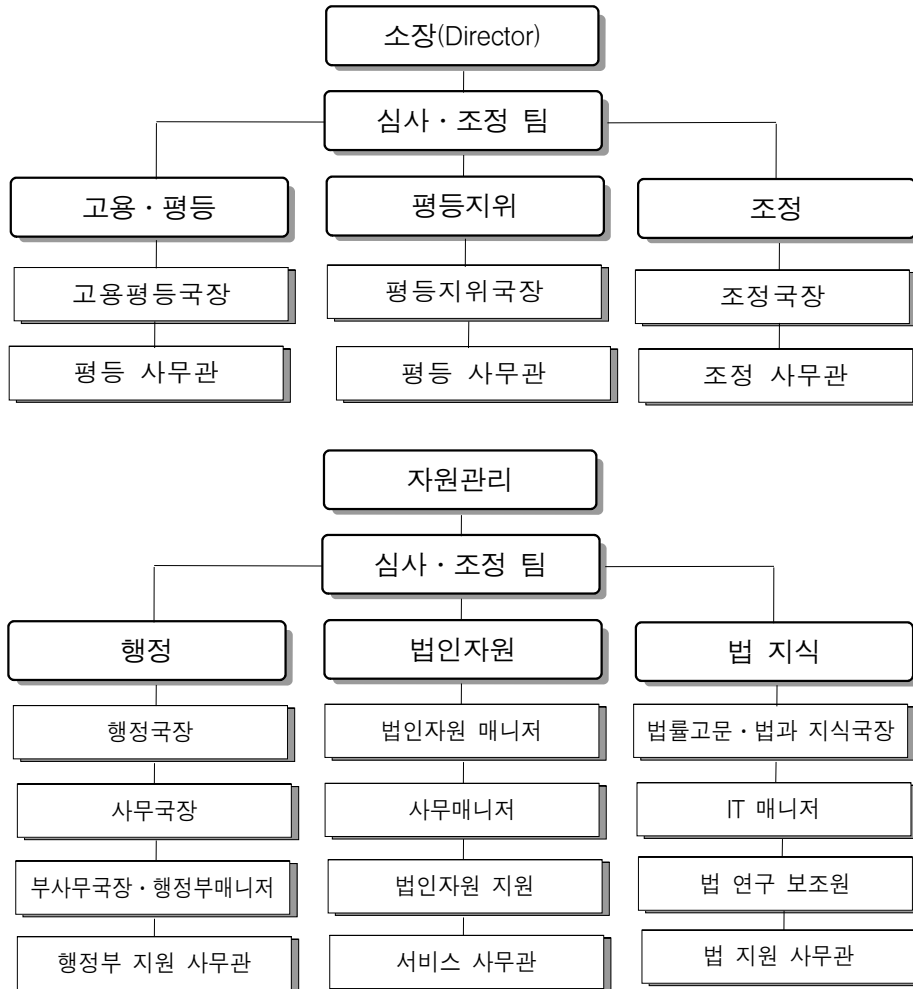 소장(Director)
심사·조정 팀
고용·평등
평등지위
조정
고용평등국장
평등지위국장
조정국장
평등 사무관
평등 사무관
조정 사무관
자원관리
심사·조정 팀
행정
법인자원
법 지식
행정국장
법인자원 매니저
법률고문·법과 지식국장
사무국장
사무매니저
IT 매니저
부사무국장·행정부매니저
법인자원 지원
법 연구 보조원
행정부 지원 사무관
서비스 사무관
법 지원 사무관